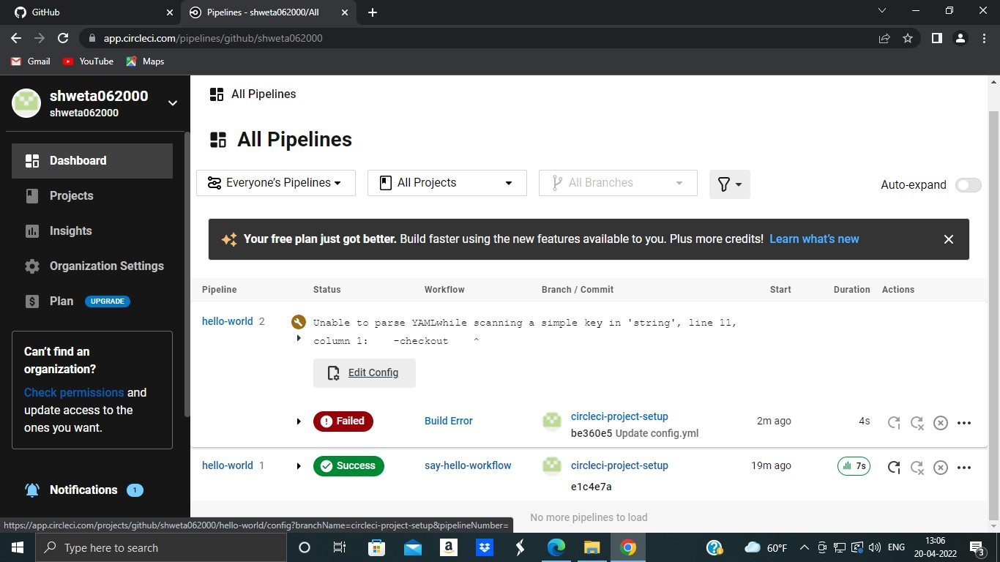 GitHub
Pipelines - shweta062000/All
app.circleci.com/pipelines/github/shweta062000
Gmail
YouTube
Maps
shweta062000
shweta062000
Dashboard
Projects
Insights
Organization Settings
Plan UPGRADE
Can't find an
organization?
Check permissions and
update access to the
ones you want.
Notifications 1
All Pipelines
All Pipelines
Everyone's Pipelines
All Projects
All Branches
Auto-expand
Your free plan just got better. Build faster using the new features available to you. Plus more credits! Learn what's new
Pipeline Status Workflow Branch / Commit Start Duration Actions
hello-world 2
Unable to parse YAMLwhile scanning a simple key in 'string', line 11,
column 1: -checkout ^
Edit Config
Failed Build Error circleci-project-setup 2m ago 4s
be360e5 Update config.yml
hello-world 1 Success say-hello-workflow circleci-project-setup 19m ago 7s
e1c4e7a
No more pipelines to load
https://app.circleci.com/projects/github/shweta062000/hello-world/config?branchName=circleci-project-setup&pipelineNumber=
Type here to search
a
60°F
ENG
13:06
20-04-2022
3